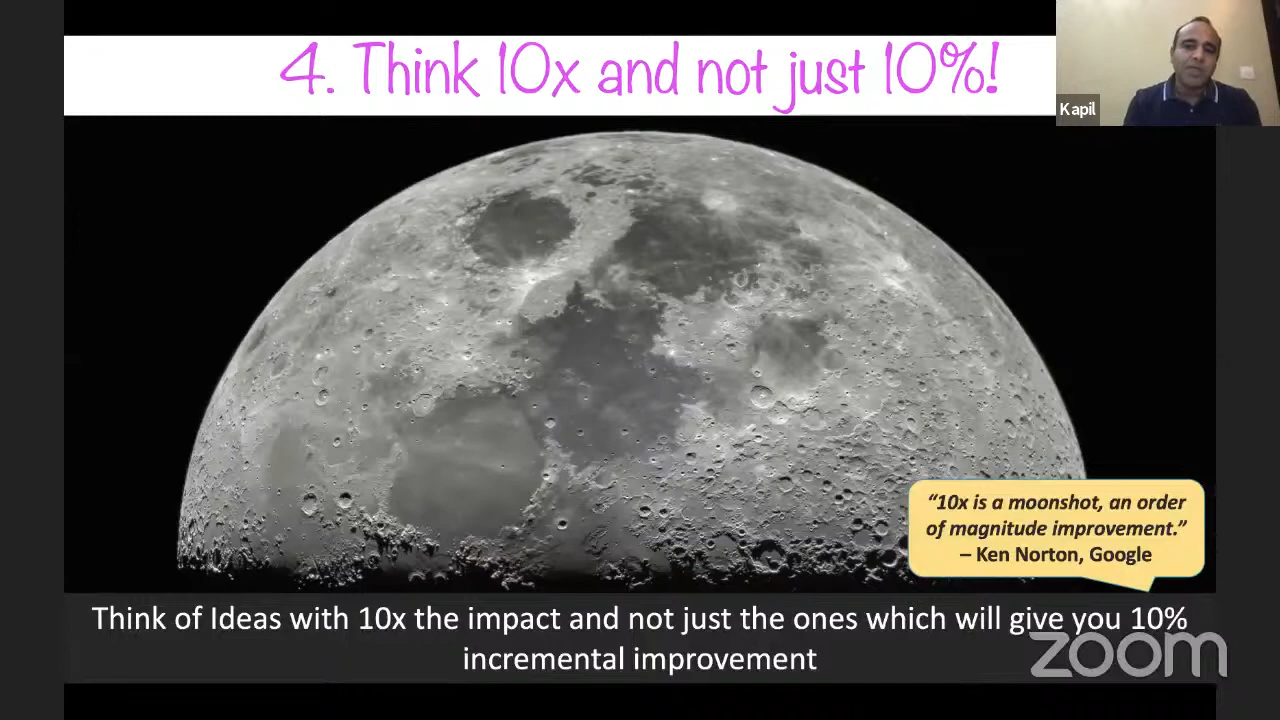 4. Think 10x and not just 10%!
Kapil
“10x is a moonshot, an order
of magnitude improvement.”
– Ken Norton, Google
Think of Ideas with 10x the impact and not just the ones which will give you 10%
incremental improvement
zoom